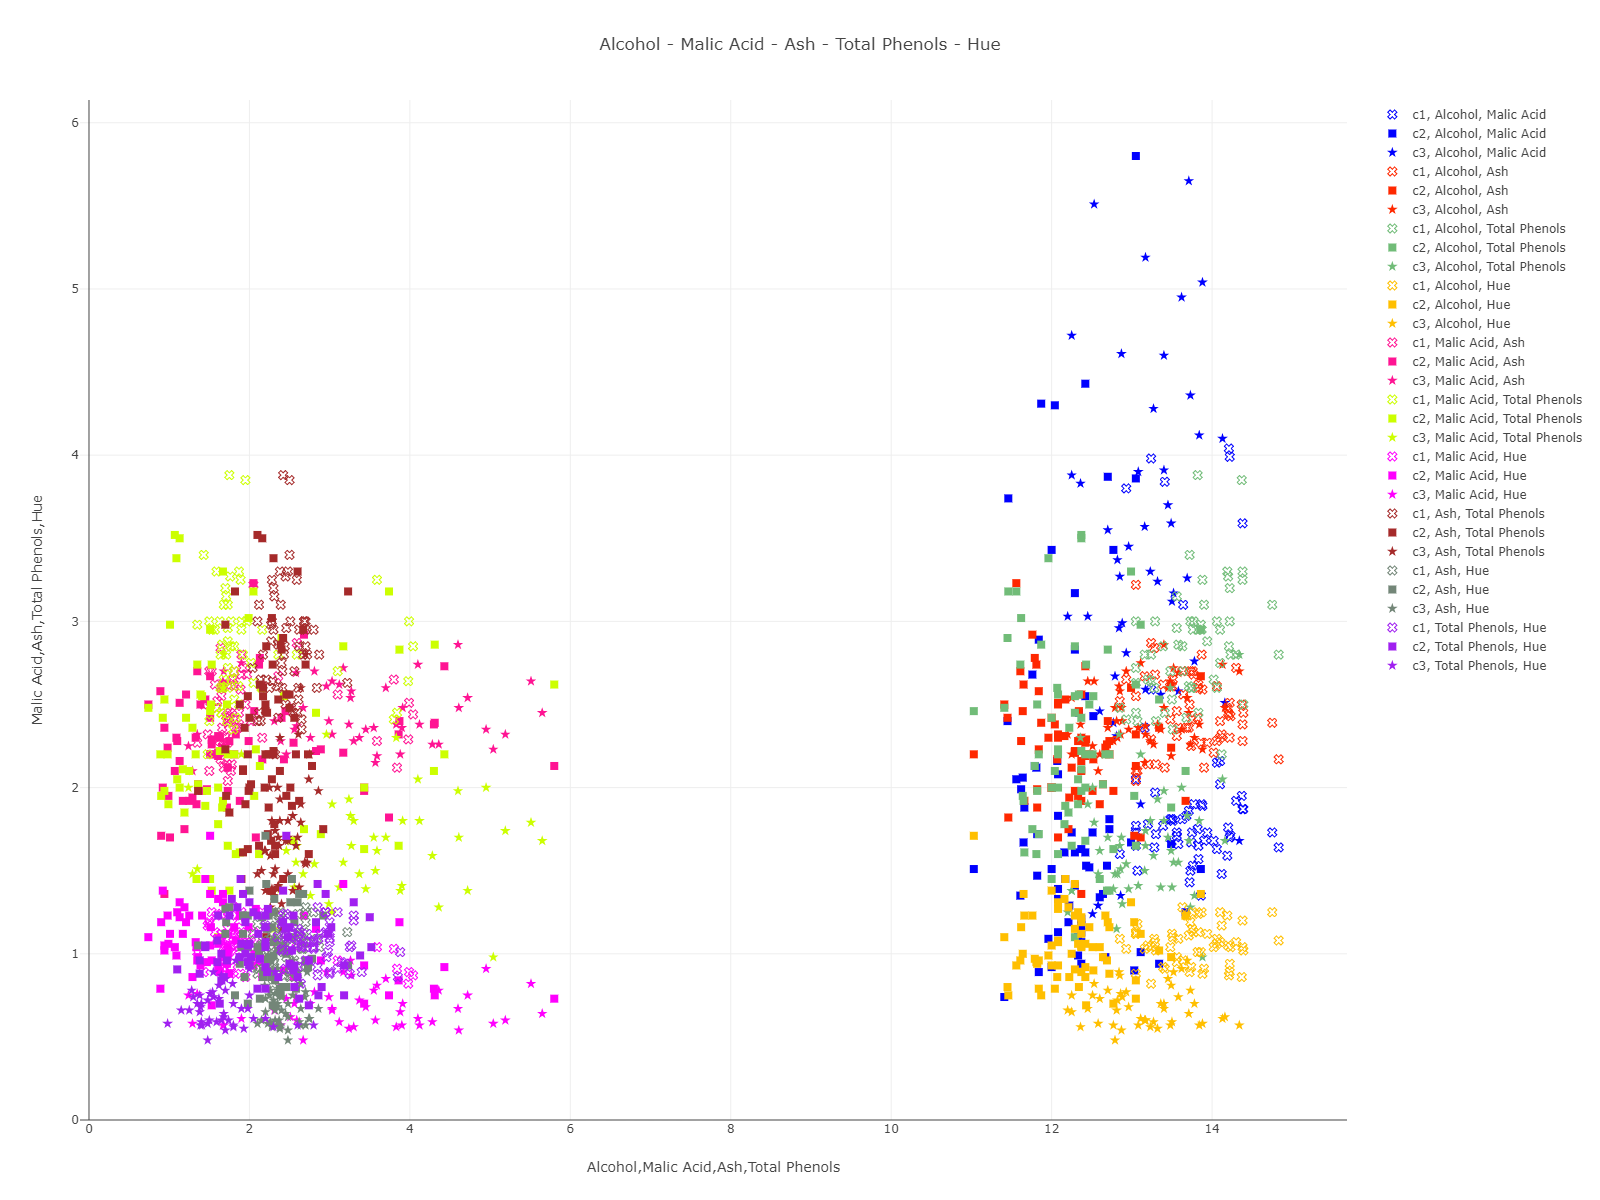 Alcohol - Malic Acid - Ash - Total Phenols - Hue
6
5
4
3
2
1
0
0
2
4
6
8
10
12
14
Malic Acid,Ash,Total Phenols,Hue
Alcohol,Malic Acid,Ash,Total Phenols
c1, Alcohol, Malic Acid
c2, Alcohol, Malic Acid
c3, Alcohol, Malic Acid
c1, Alcohol, Ash
c2, Alcohol, Ash
c3, Alcohol, Ash
c1, Alcohol, Total Phenols
c2, Alcohol, Total Phenols
c3, Alcohol, Total Phenols
c1, Alcohol, Hue
c2, Alcohol, Hue
c3, Alcohol, Hue
c1, Malic Acid, Ash
c2, Malic Acid, Ash
c3, Malic Acid, Ash
c1, Malic Acid, Total Phenols
c2, Malic Acid, Total Phenols
c3, Malic Acid, Total Phenols
c1, Malic Acid, Hue
c2, Malic Acid, Hue
c3, Malic Acid, Hue
c1, Ash, Total Phenols
c2, Ash, Total Phenols
c3, Ash, Total Phenols
c1, Ash, Hue
c2, Ash, Hue
c3, Ash, Hue
c1, Total Phenols, Hue
c2, Total Phenols, Hue
c3, Total Phenols, Hue